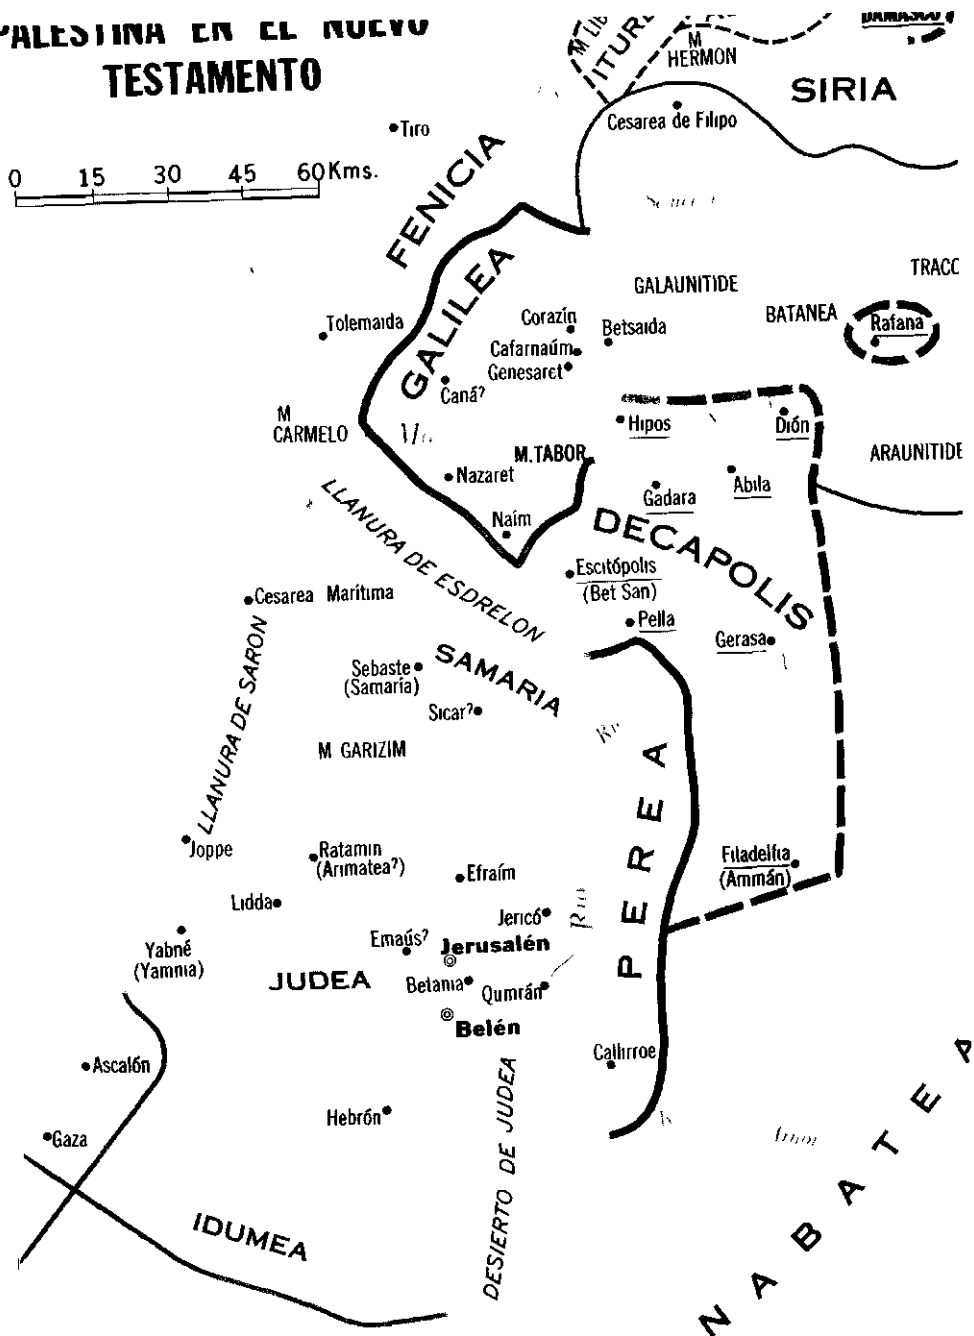 PALESTINA EN EL NUEVO
TESTAMENTO
0 15 30 45 60 Kms.
DAMASCO
M
HERMON
SIRIA
Cesarea de Filipo
Tiro
FENICIA
GALILEA
GALAUNITIDE
BATANEA
Rafana
Tolemaida
Corazín
Betsaida
Cafarnaúm
Genesaret
Caná?
M
CARMELO
Hipos
Dión
M. TABOR
ARAUNITIDE
Nazaret
Gadara
Abila
Naím
DECAPOLIS
LLANURA DE ESDRELON
Escitópolis
(Bet San)
Cesarea Marítima
Pella
Gerasa
SAMARIA
Sebaste
(Samaría)
Sicar?
LLANURA DE SARON
M GARIZIM
PEREA
Joppe
Ratamin
(Arimatea?)
Efraím
Filadelfia
(Ammán)
Lidda
Jericó
Río
Yabné
(Yamnia)
Emaús?
Jerusalén
JUDEA
Betania
Qumrán
Belén
Ascalón
Calirroe
Hebrón
DESIERTO DE JUDEA
Gaza
IDUMEA
NABATEA